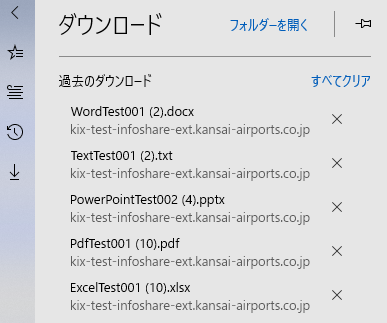 ダウンロード
フォルダーを開く
過去のダウンロード
すべてクリア
WordTest001 (2).docx
kix-test-infoshare-ext.kansai-airports.co.jp
TextTest001 (2).txt
kix-test-infoshare-ext.kansai-airports.co.jp
PowerPointTest002 (4).pptx
kix-test-infoshare-ext.kansai-airports.co.jp
PdfTest001 (10).pdf
kix-test-infoshare-ext.kansai-airports.co.jp
ExcelTest001 (10).xlsx
kix-test-infoshare-ext.kansai-airports.co.jp